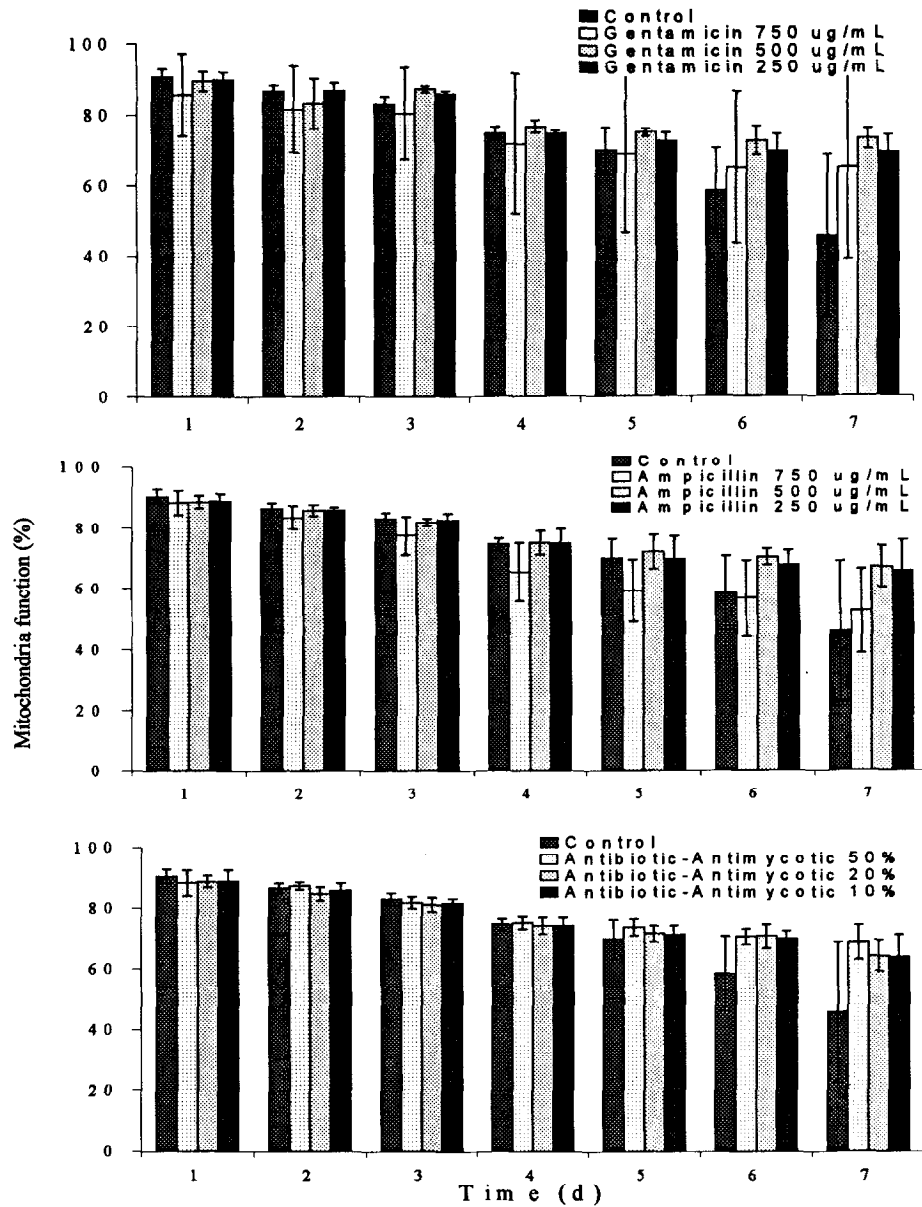 Control
Gentamicin 750 ug/mL
Gentamicin 500 ug/mL
Gentamicin 250 ug/mL
100
80
60
40
20
0
1 2 3 4 5 6 7
Control
Ampicillin 750 ug/mL
Ampicillin 500 ug/mL
Ampicillin 250 ug/mL
100
80
60
40
20
0
1 2 3 4 5 6 7
Mitochondria function (%)
Control
Antibiotic-Antimycotic 50%
Antibiotic-Antimycotic 20%
Antibiotic-Antimycotic 10%
100
80
60
40
20
0
1 2 3 4 5 6 7
Time (d)